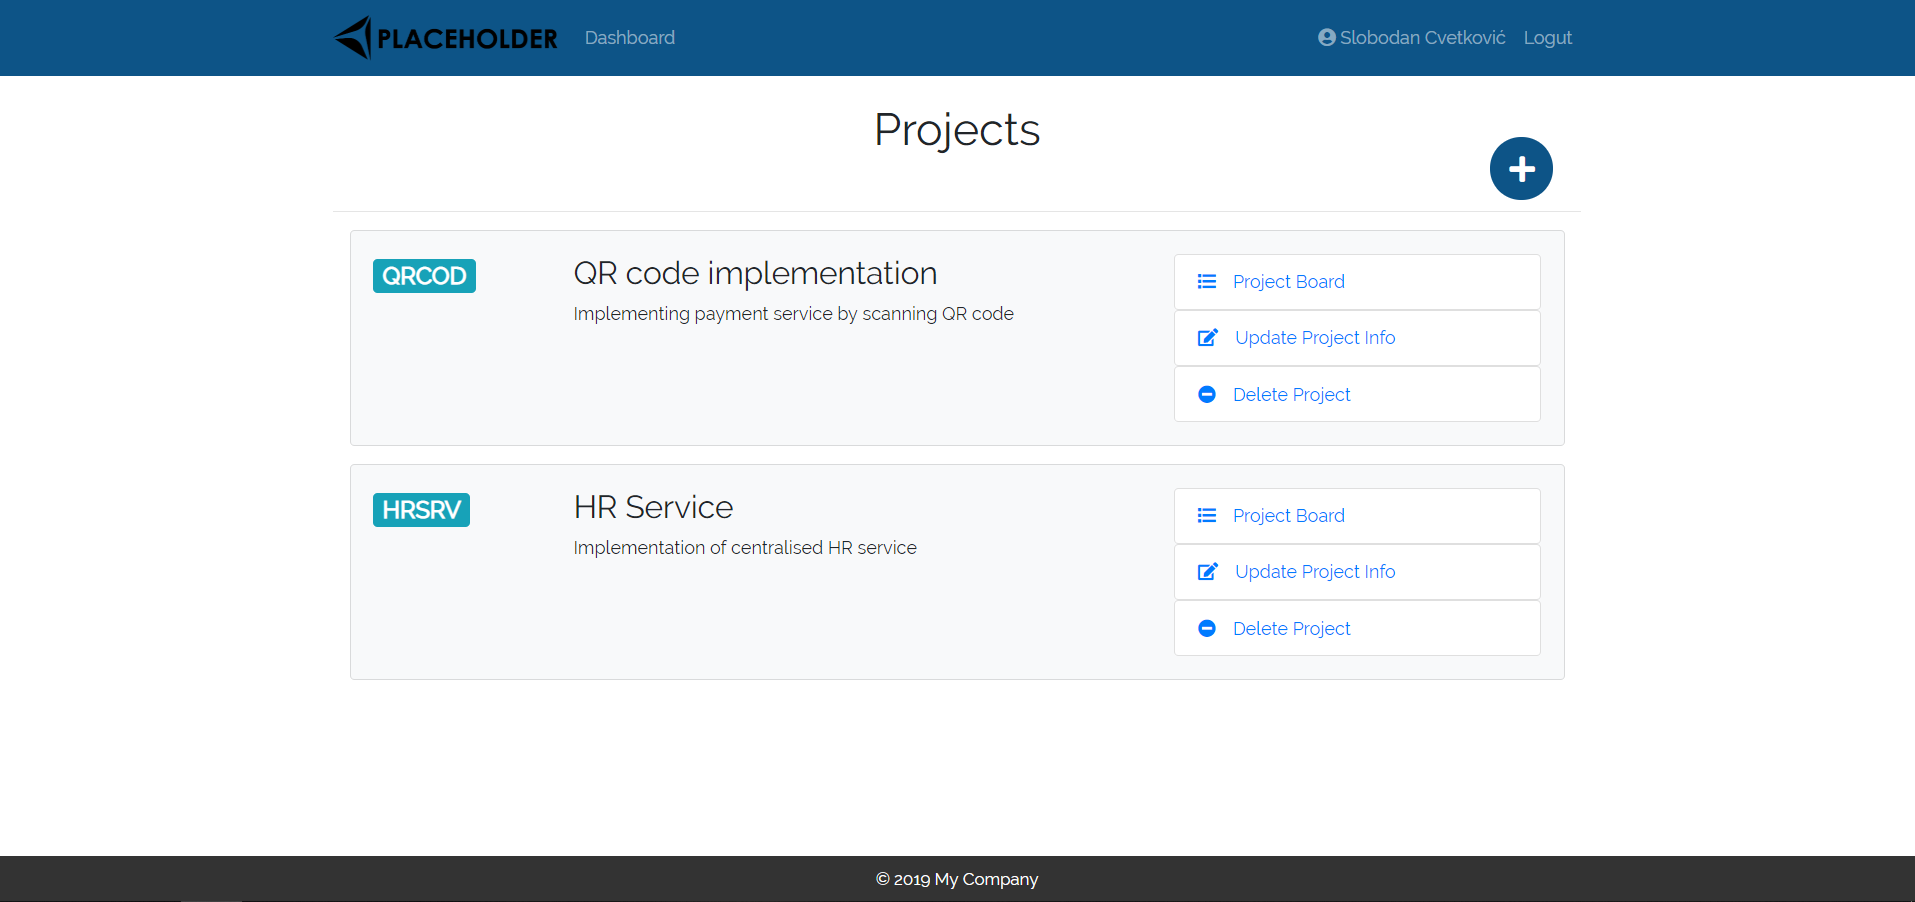 PLACEHOLDER Dashboard Slobodan Cvetković Logut
Projects
QRCOD
QR code implementation
Implementing payment service by scanning QR code
Project Board
Update Project Info
Delete Project
HRSRV
HR Service
Implementation of centralised HR service
Project Board
Update Project Info
Delete Project
© 2019 My Company